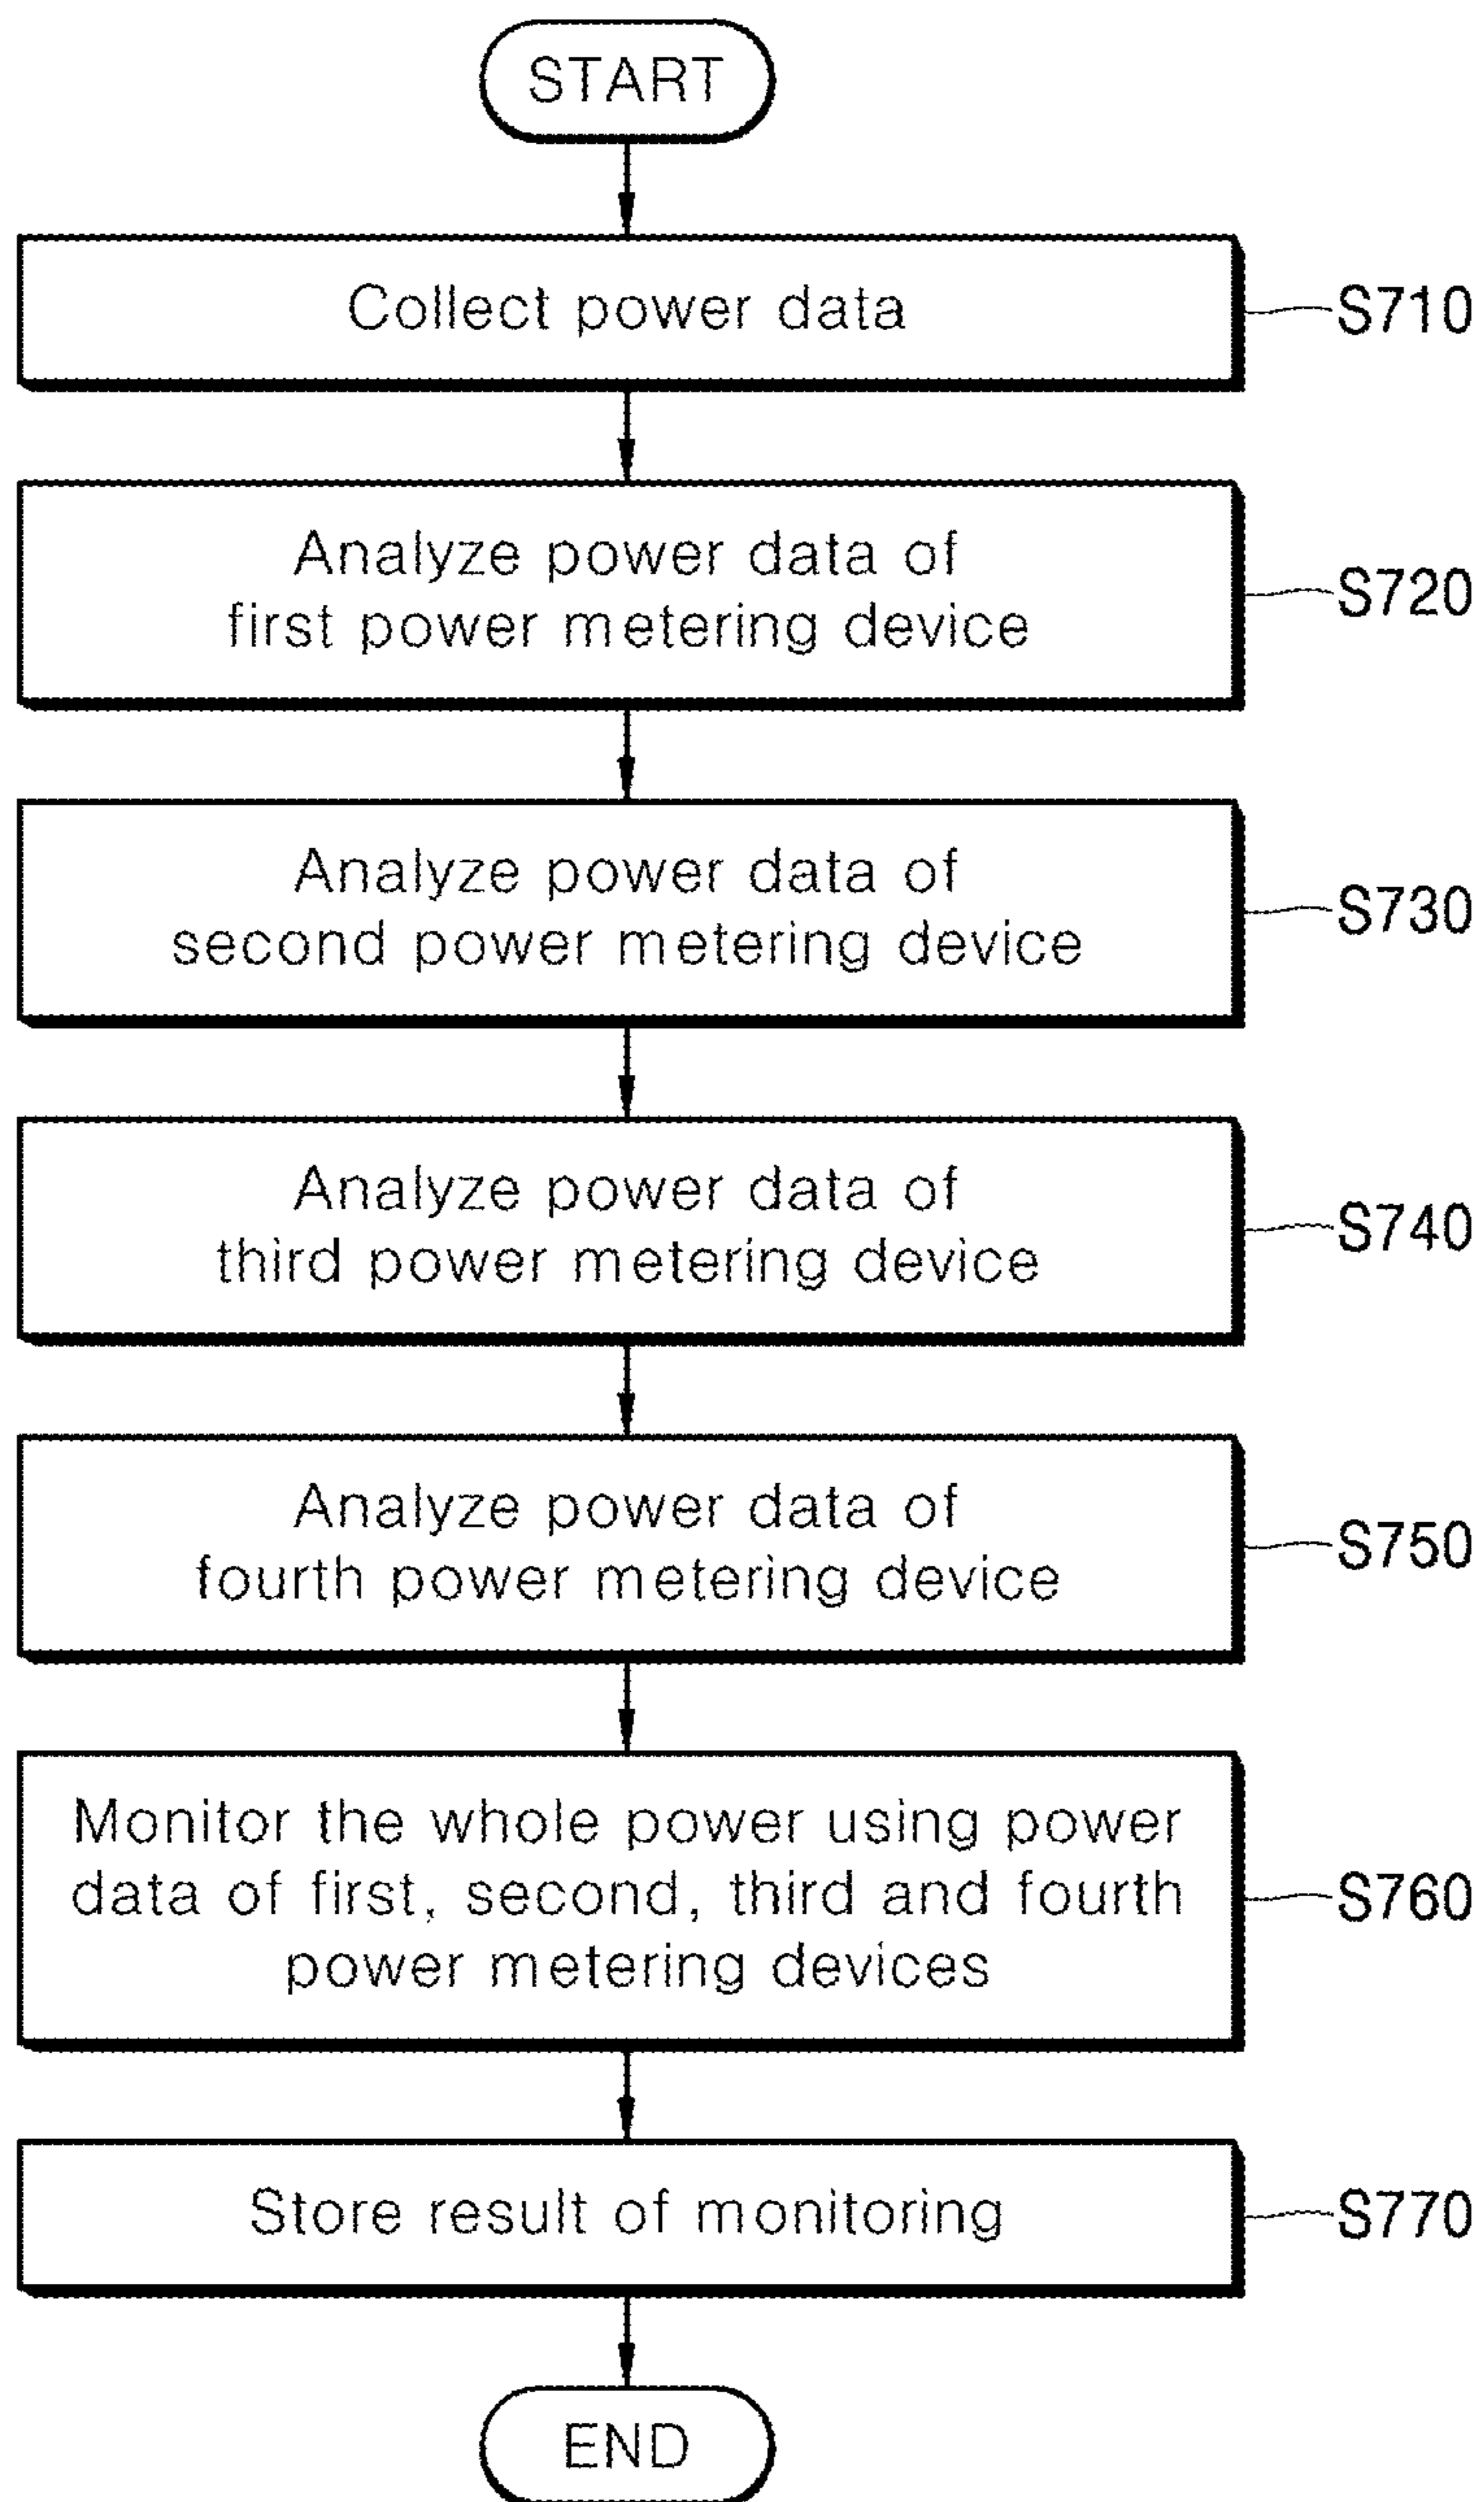 START
Collect power data
S710
Analyze power data of
first power metering device
S720
Analyze power data of
second power metering device
S730
Analyze power data of
third power metering device
S740
Analyze power data of
fourth power metering device
S750
Monitor the whole power using power
data of first, second, third and fourth
power metering devices
S760
Store result of monitoring
S770
END